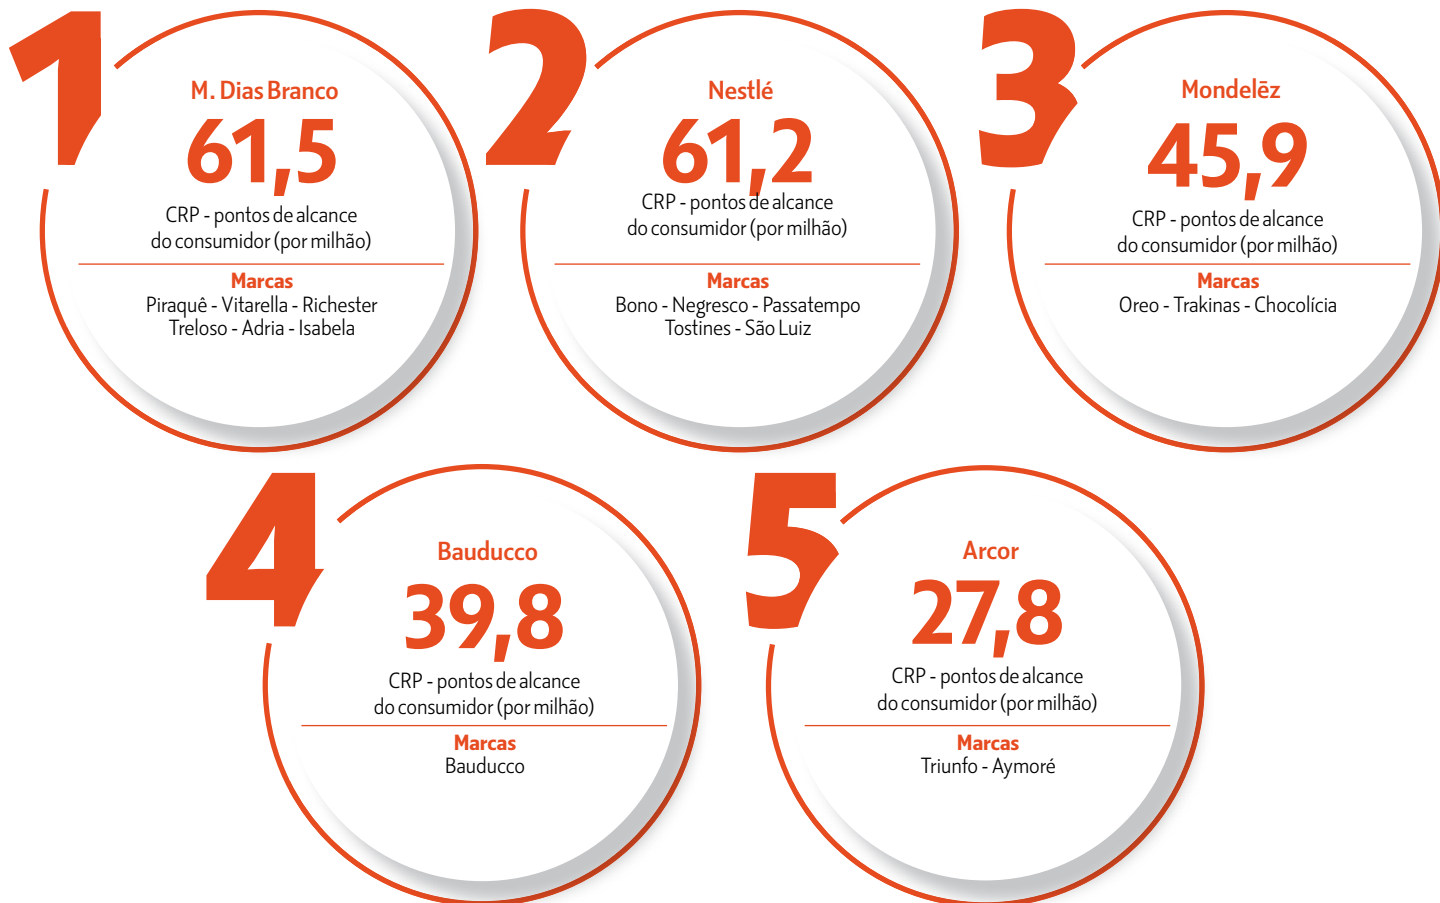 1
M. Dias Branco
61,5
CRP - pontos de alcance
do consumidor (por milhão)
Marcas
Piraquê - Vitarella - Richester
Treloso - Adria - Isabela
2
Nestlé
61,2
CRP - pontos de alcance
do consumidor (por milhão)
Marcas
Bono - Negresco - Passatempo
Tostines - São Luiz
3
Mondelēz
45,9
CRP - pontos de alcance
do consumidor (por milhão)
Marcas
Oreo - Trakinas - Chocolícia
4
Bauducco
39,8
CRP - pontos de alcance
do consumidor (por milhão)
Marcas
Bauducco
5
Arcor
27,8
CRP - pontos de alcance
do consumidor (por milhão)
Marcas
Triunfo - Aymoré